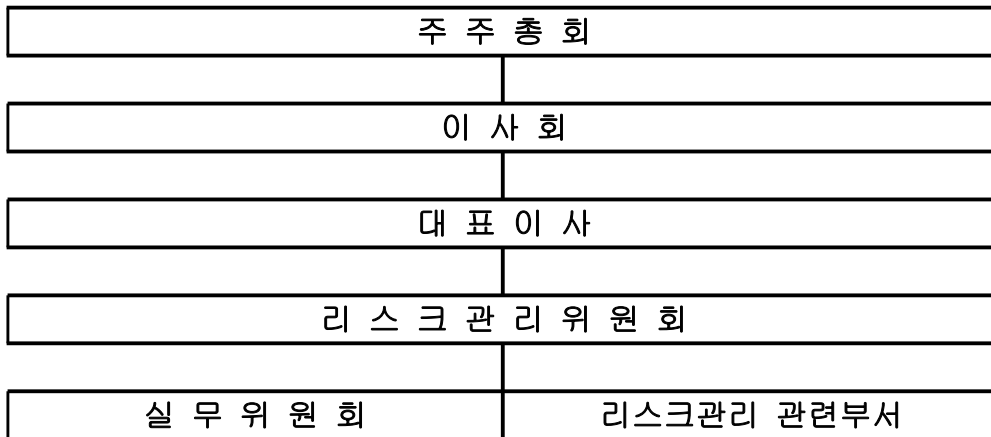 주 주 총 회
이 사 회
대 표 이 사
리 스 크 관 리 위 원 회
실 무 위 원 회
리스크관리 관련부서